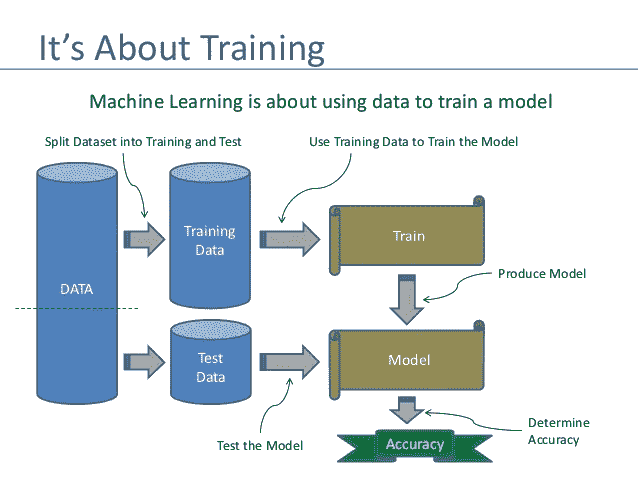 It's About Training
Machine Learning is about using data to train a model
Split Dataset into Training and Test
Use Training Data to Train the Model
DATA
Training
Data
Train
Produce Model
Test
Data
Model
Test the Model
Determine
Accuracy
Accuracy